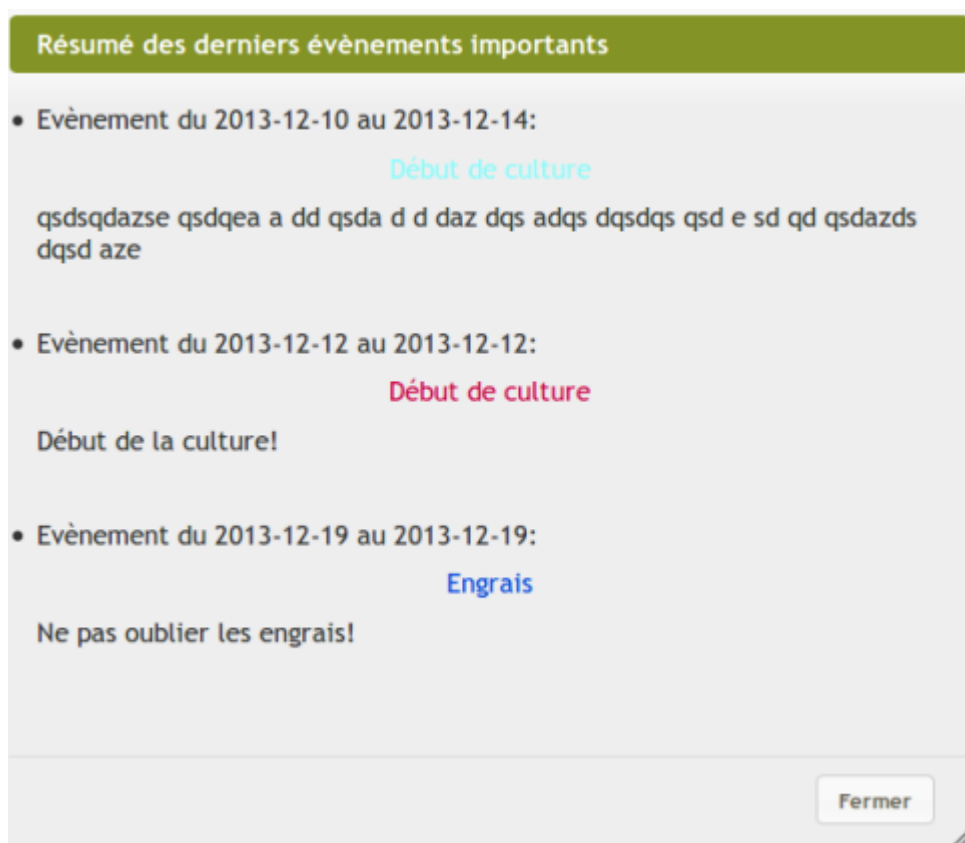 Résumé des derniers évènements importants
• Evènement du 2013-12-10 au 2013-12-14:
Début de culture
qsdsqdazse qsdqea a dd qsda d d daz dqs adqs dqsdqs qsd e sd qd qsdazds
dqsd aze
• Evènement du 2013-12-12 au 2013-12-12:
Début de culture
Début de la culture!
• Evènement du 2013-12-19 au 2013-12-19:
Engrais
Ne pas oublier les engrais!
Fermer